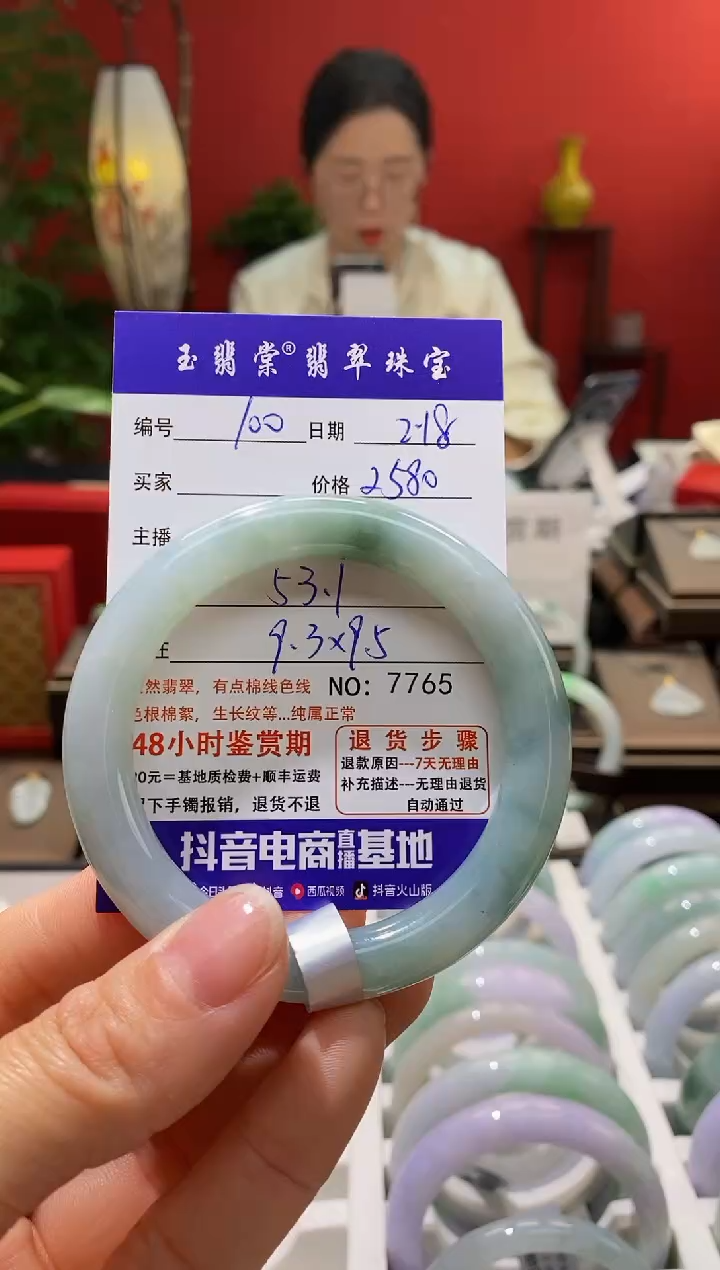 玉翡棠®翡翠珠宝
编号 100 日期 2-18
买家 价格 2580
主播
53.1
9.3×9.5
然翡翠，有点棉线色线 NO：7765
色根棉絮，生长纹等...纯属正常
48小时鉴赏期
0元＝基地质检费+顺丰运费
下手镯报销，退货不退
退货步骤
退款原因---7天无理由
补充描述---无理由退货
自动通过
抖音电商直播基地
今日头 抖音 西瓜视频 抖音火山版